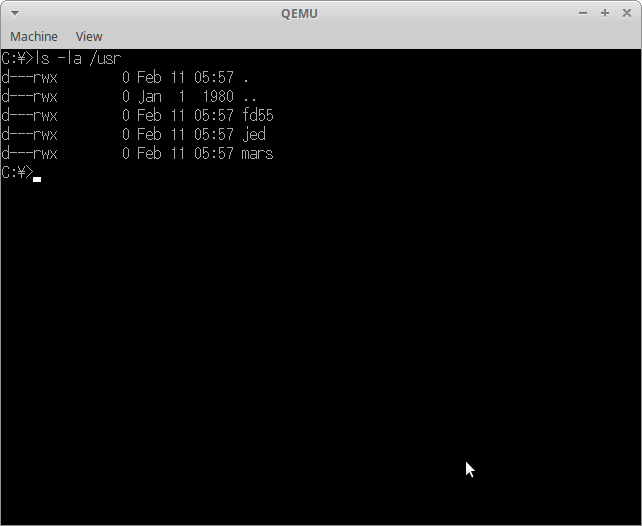 QEMU
Machine View
C:¥>ls -la /usr
d---rwx        0 Feb 11 05:57 .
d---rwx        0 Jan  1  1980 ..
d---rwx        0 Feb 11 05:57 fd55
d---rwx        0 Feb 11 05:57 jed
d---rwx        0 Feb 11 05:57 mars
C:¥>